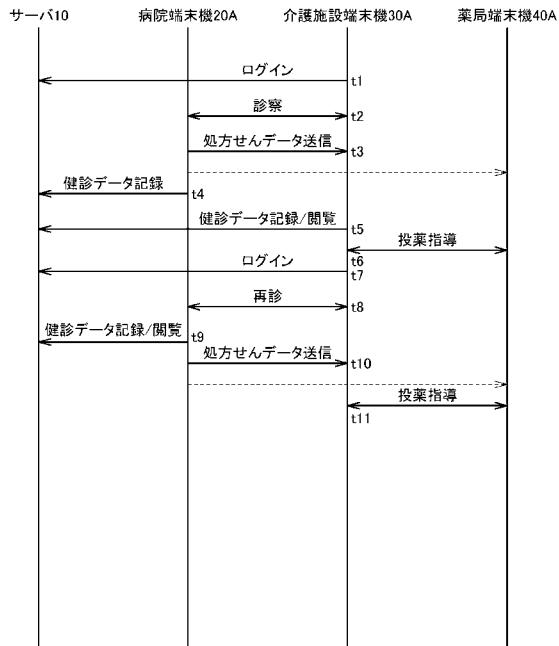 サーバ10 病院端末機20A 介護施設端末機30A 薬局端末機40A
ログイン
t1
診察
t2
処方せんデータ送信
t3
健診データ記録
t4
健診データ記録/閲覧
t5
投薬指導
t6
ログイン
t7
再診
t8
健診データ記録/閲覧
t9
処方せんデータ送信
t10
投薬指導
t11